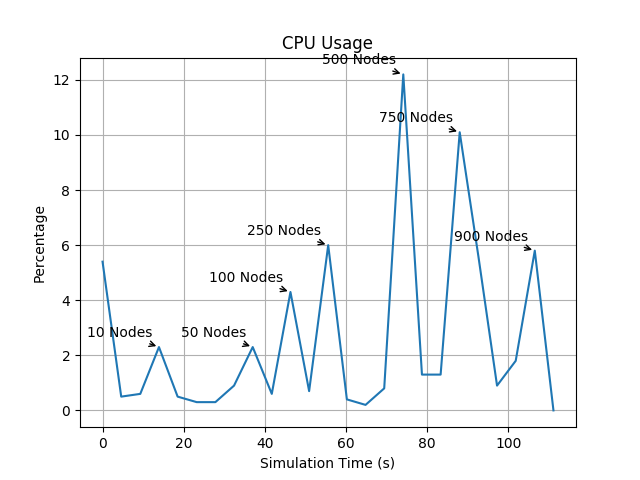 CPU Usage
500 Nodes
750 Nodes
250 Nodes
900 Nodes
100 Nodes
10 Nodes
50 Nodes
Percentage
12
10
8
6
4
2
0
0
20
40
60
80
100
Simulation Time (s)